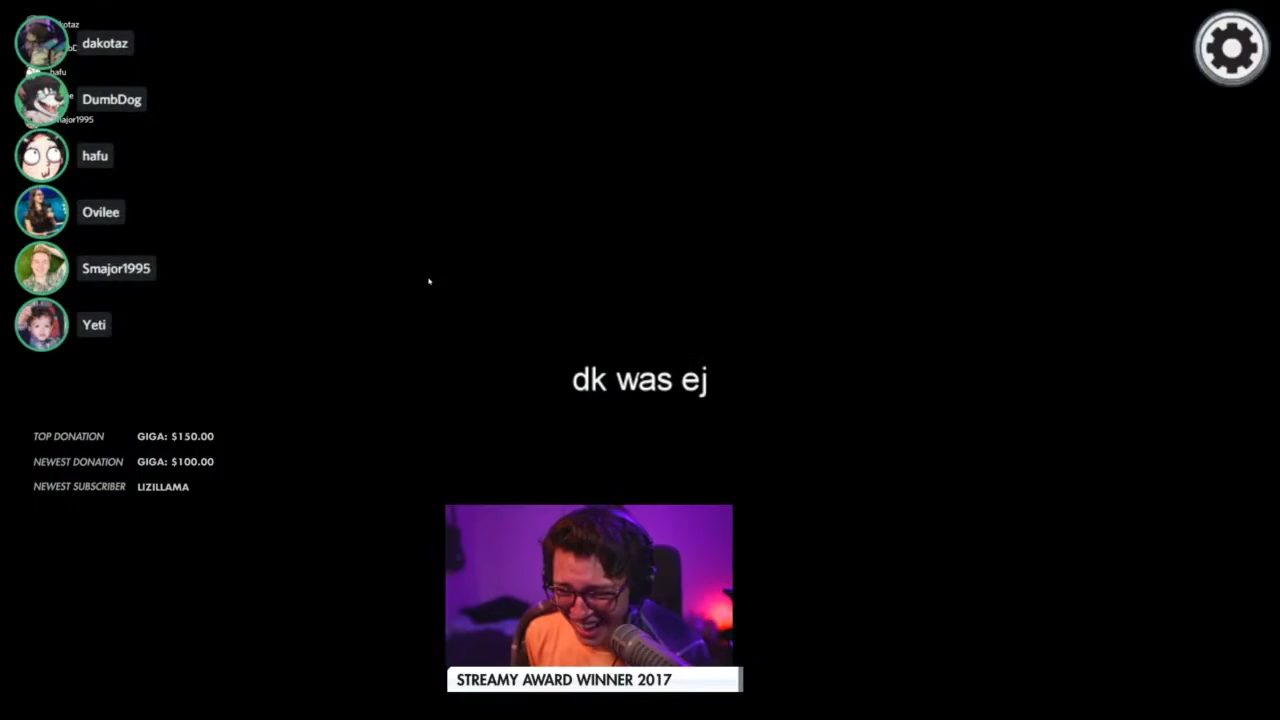 dakotaz
DumbDog
hafu
hafu
Ovilee
Smajor1995
Yeti
dk was ej
TOP DONATION GIGA: $150.00
NEWEST DONATION GIGA: $100.00
NEWEST SUBSCRIBER LIZILLAMA
STREAMY AWARD WINNER 2017